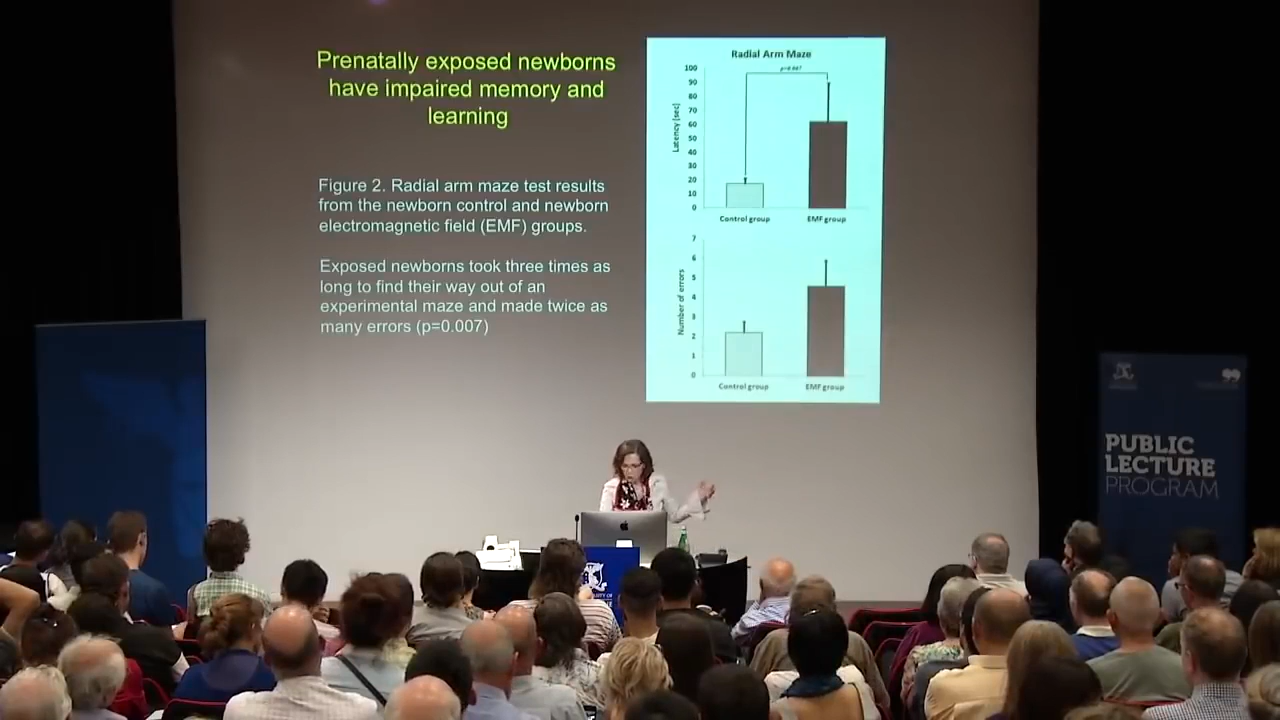 Prenatally exposed newborns
have impaired memory and
learning
Figure 2. Radial arm maze test results
from the newborn control and newborn
electromagnetic field (EMF) groups.
Exposed newborns took three times as
long to find their way out of an
experimental maze and made twice as
many errors (p=0.007)
Radial Arm Maze
Latency [sec]
100
90
80
70
60
50
40
30
20
10
0
Control group
EMF group
Number of errors
7
6
5
4
3
2
1
0
Control group
EMF group
PUBLIC
LECTURE
PROGRAM